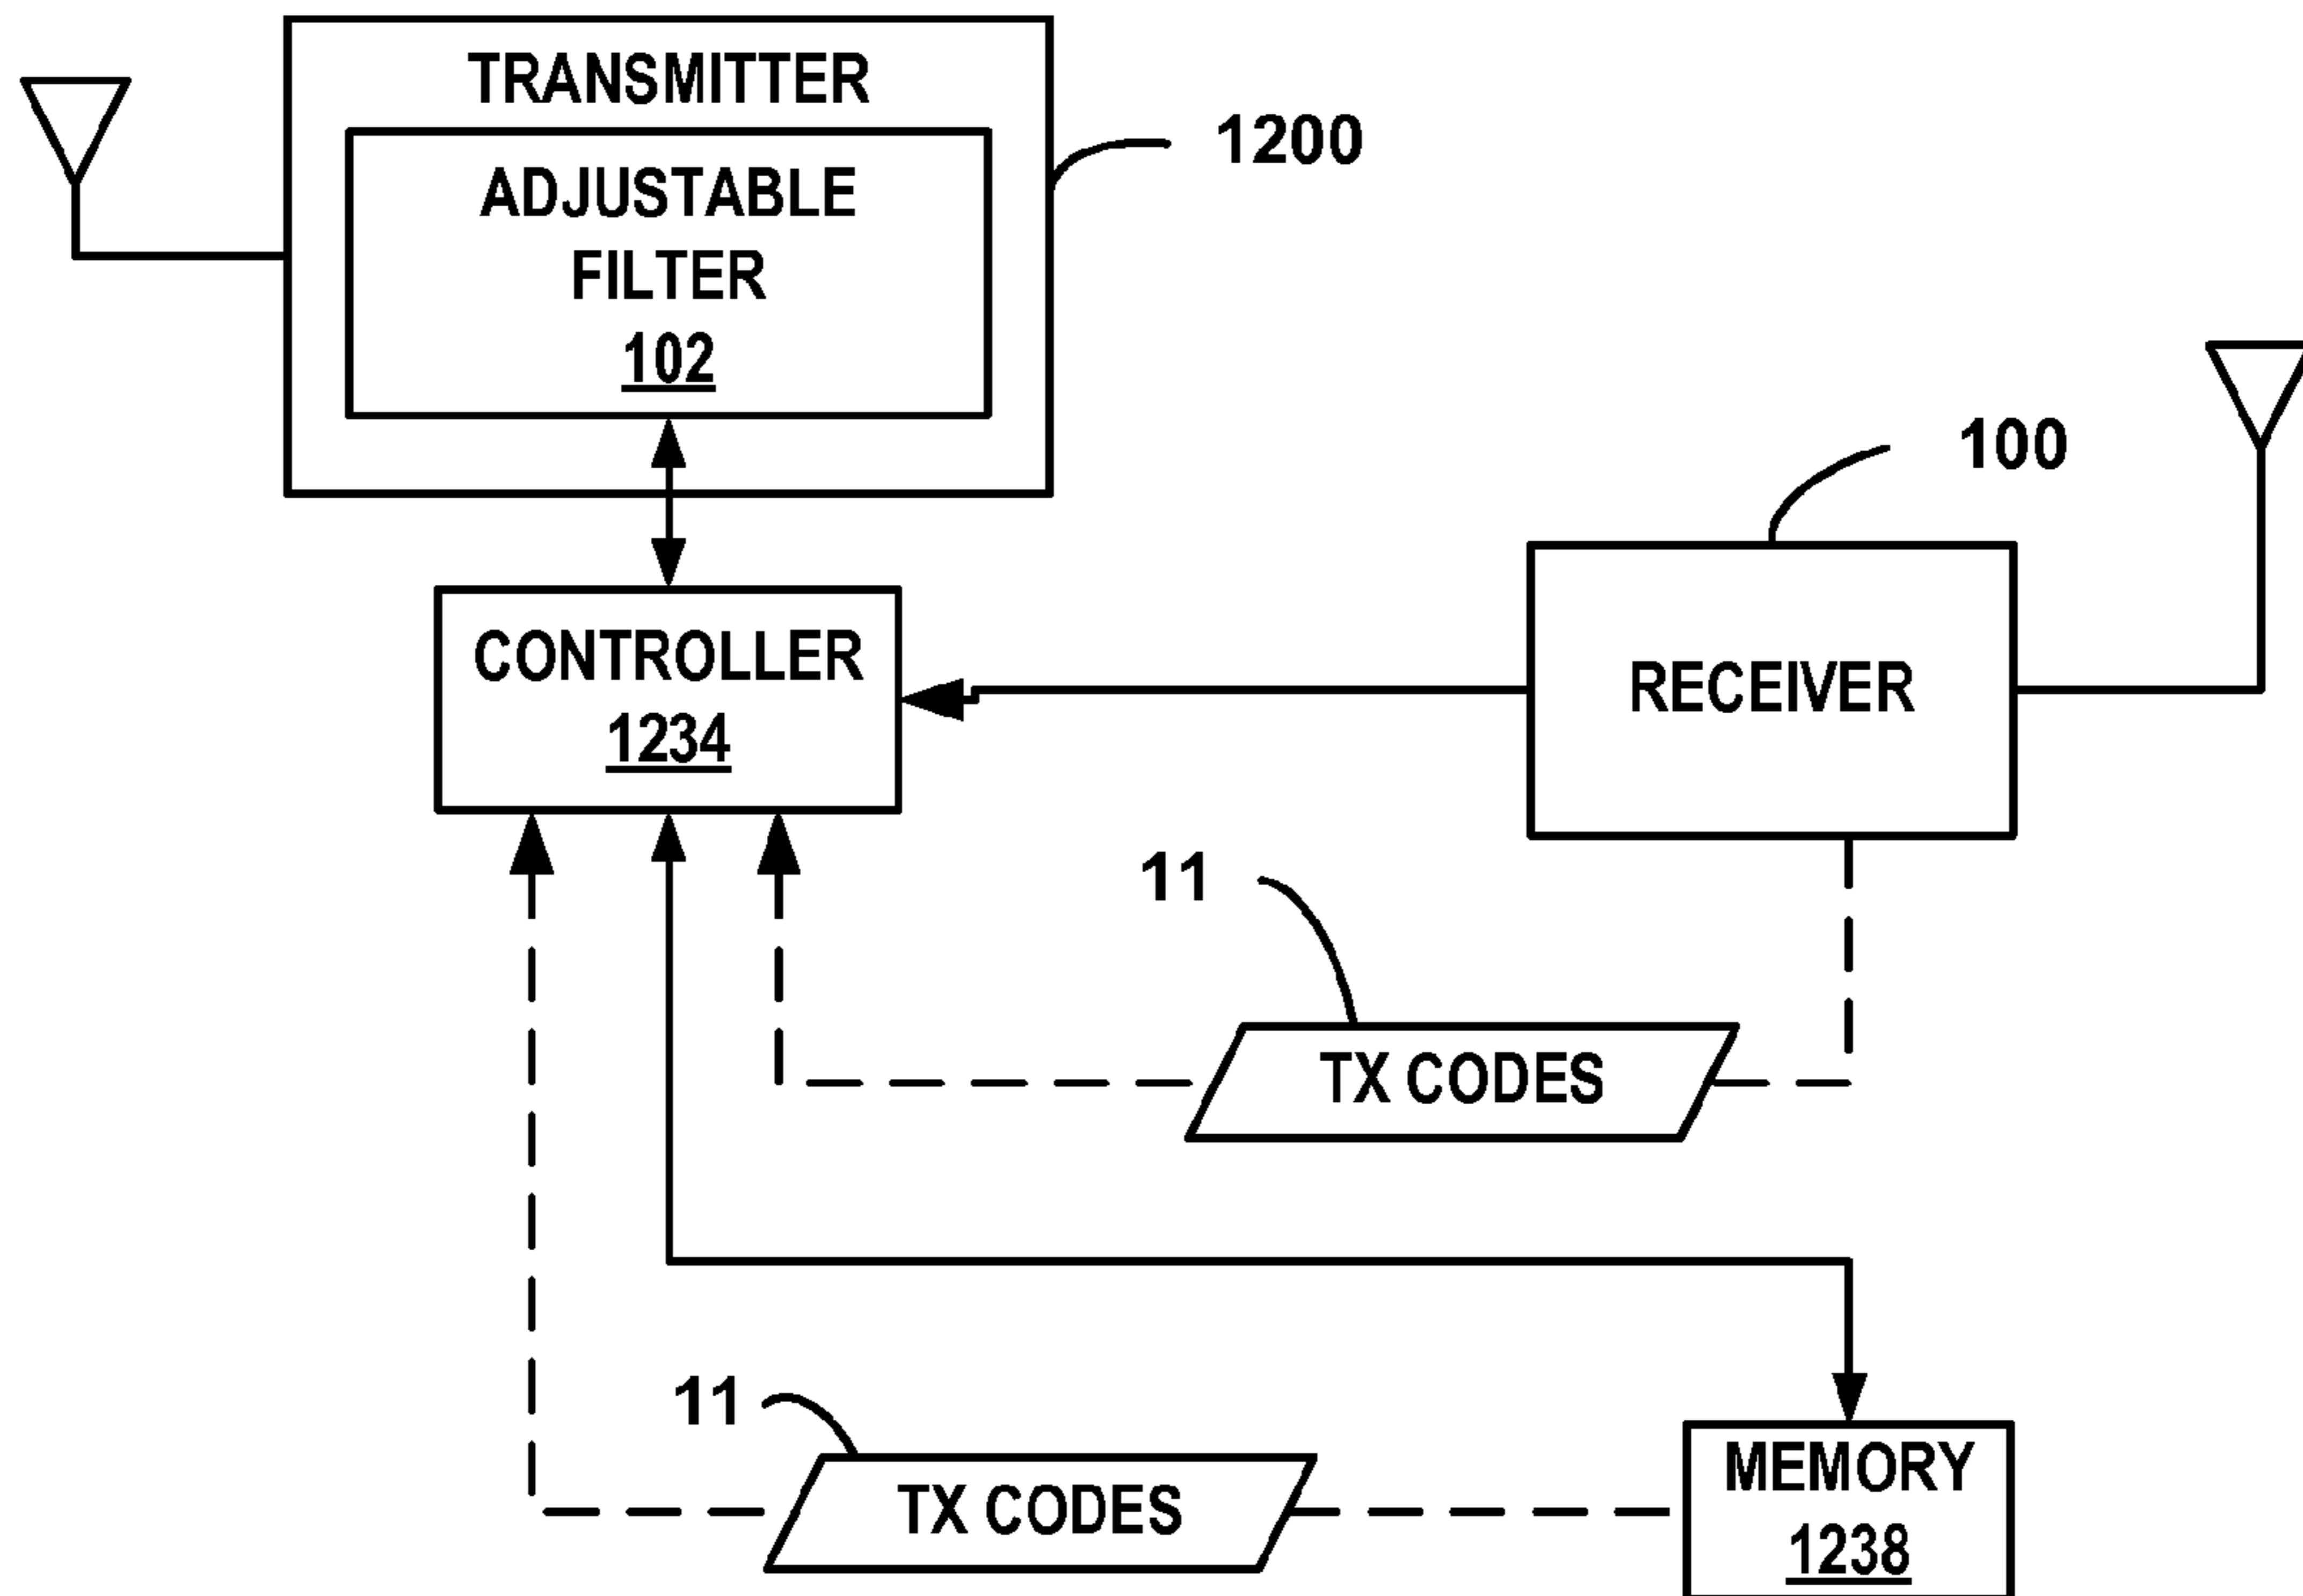 TRANSMITTER
ADJUSTABLE
FILTER
102
1200
100
CONTROLLER
1234
RECEIVER
11
TX CODES
11
TX CODES
MEMORY
1238